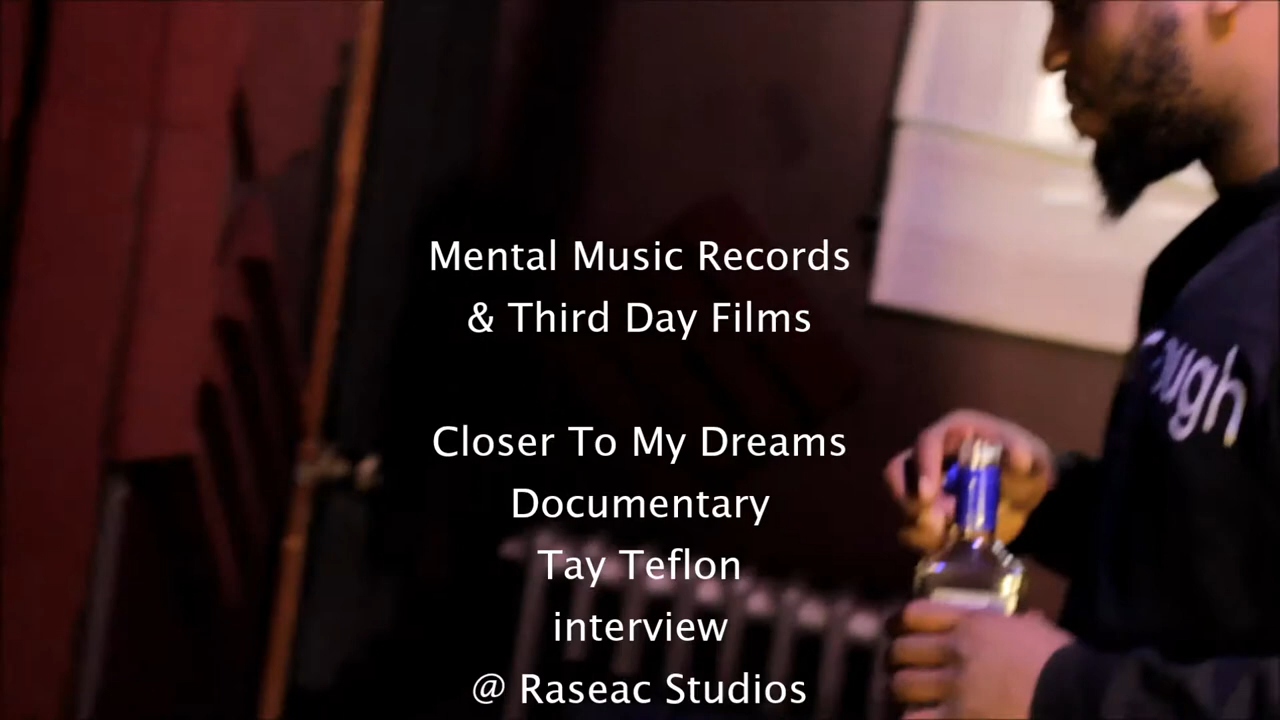 Mental Music Records
& Third Day Films
Closer To My Dreams
Documentary
Tay Teflon
interview
@ Raseac Studios